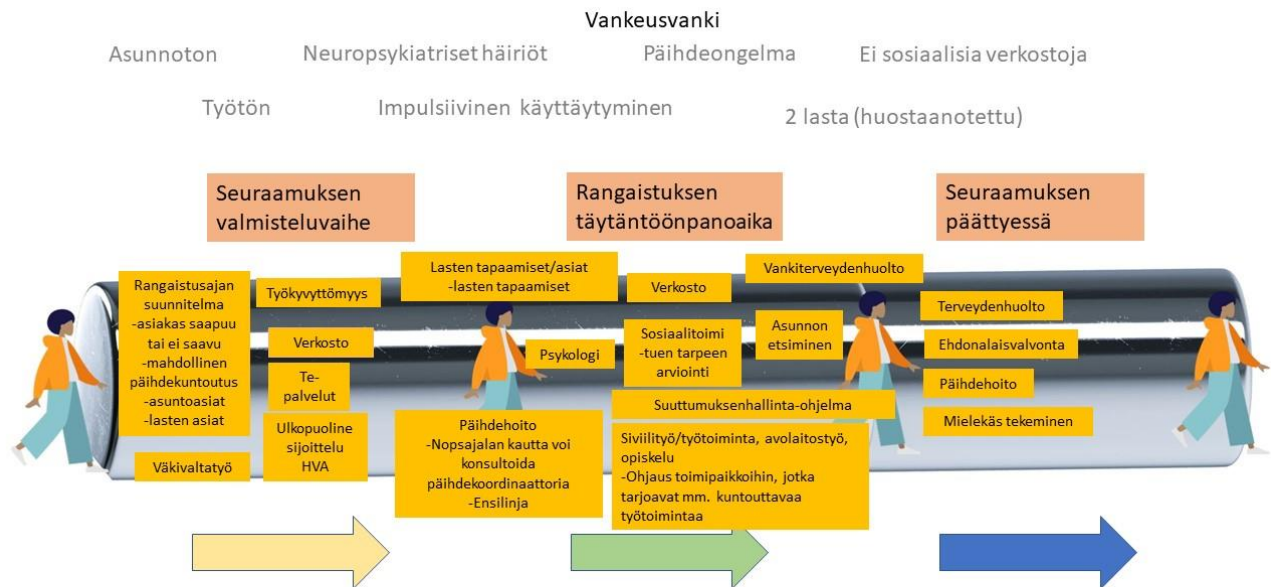 Vankeusvanki
Asunnoton
Neuropsykiatriset häiriöt
Päihdeongelma
Ei sosiaalisia verkostoja
Työtön
Impulsiivinen käyttäytyminen
2 lasta (huostaanotettu)
Seuraamuksen
valmisteluvaihe
Rangaistuksen
täytäntöönpanoaika
Seuraamuksen
päättyessä
Rangaistusajan
suunnitelma
-asiakas saapuu
tai ei saavu
-mahdollinen
päihdekuntoutus
-asuntoasiat
-lasten asiat
Väkivaltatyö
Työkyvyttömyys
Verkosto
Te-
palvelut
Ulkopuoline
sijoittelu
HVA
Lasten tapaamiset/asiat
-lasten tapaamiset
Psykologi
Päihdehoito
-Nopsajalan kautta voi
konsultoida
päihdekoordinaattoria
-Ensilinja
Verkosto
Sosiaalitoimi
-tuen tarpeen
arviointi
Vankiterveydenhuolto
Asunnon
etsiminen
Suuttumuksenhallinta-ohjelma
Siviilityö/työtoiminta, avolaitostyö,
opiskelu
-Ohjaus toimipaikkoihin, jotka
tarjoavat mm. kuntouttavaa
työtoimintaa
Terveydenhuolto
Ehdonalaisvalvonta
Päihdehoito
Mielekäs tekeminen